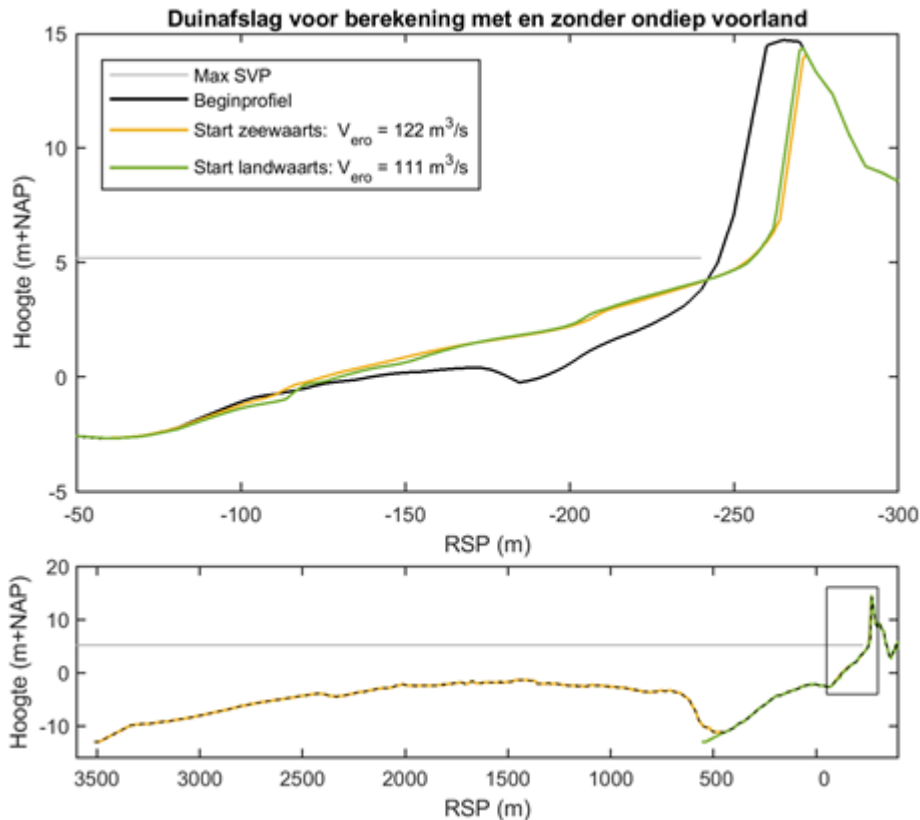 Duinafslag voor berekening met en zonder ondiep voorland
15
10
5
0
-5
Hoogte (m+NAP)
Max SVP
Beginprofiel
Start zeewaarts: V_ero = 122 m³/s
Start landwaarts: V_ero = 111 m³/s
-50 -100 -150 -200 -250 -300
RSP (m)
20
10
0
-10
Hoogte (m+NAP)
3500 3000 2500 2000 1500 1000 500 0
RSP (m)